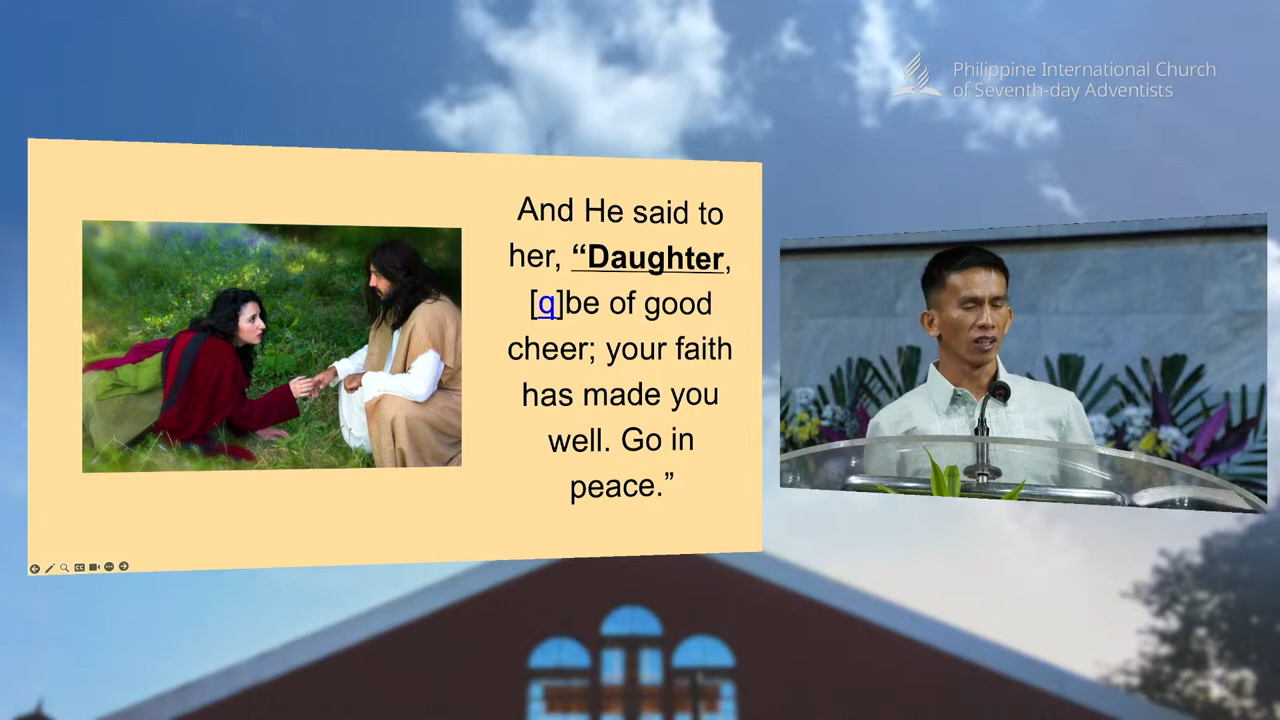 Philippine International Church
of Seventh-day Adventists
And He said to
her, “Daughter,
[q]be of good
cheer; your faith
has made you
well. Go in
peace.”